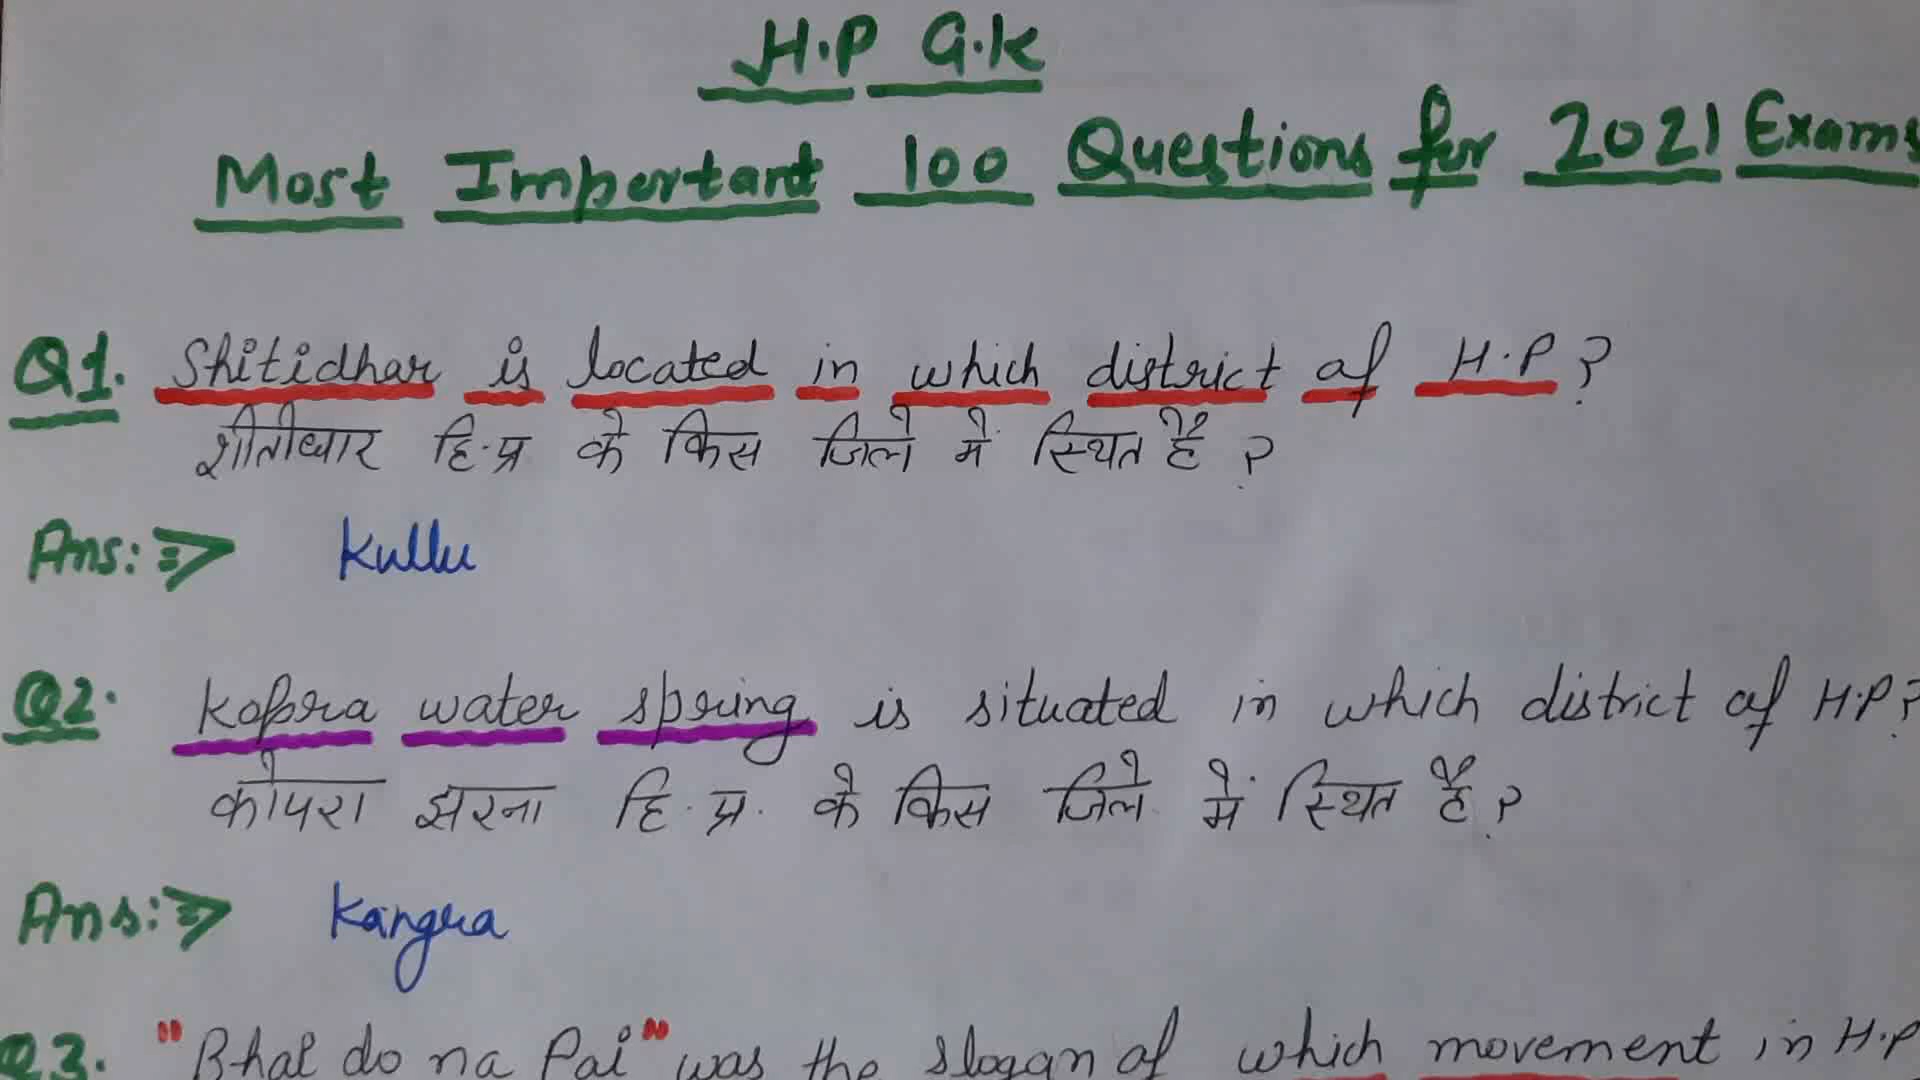 H.P G.K
Most Important 100 Questions for 2021 Exams
Q1. Shitidhar is located in which district of H.P?
शीतीधार हि.प्र के किस जिले में स्थित है ?
Ans:⇒ Kullu
Q2. Kopra water spring is situated in which district of H.P?
कोपरा झरना हि.प्र. के किस जिले में स्थित है ?
Ans:⇒ Kangra
Q3. "Bhai do na Pai" was the slogan of which movement in H.P